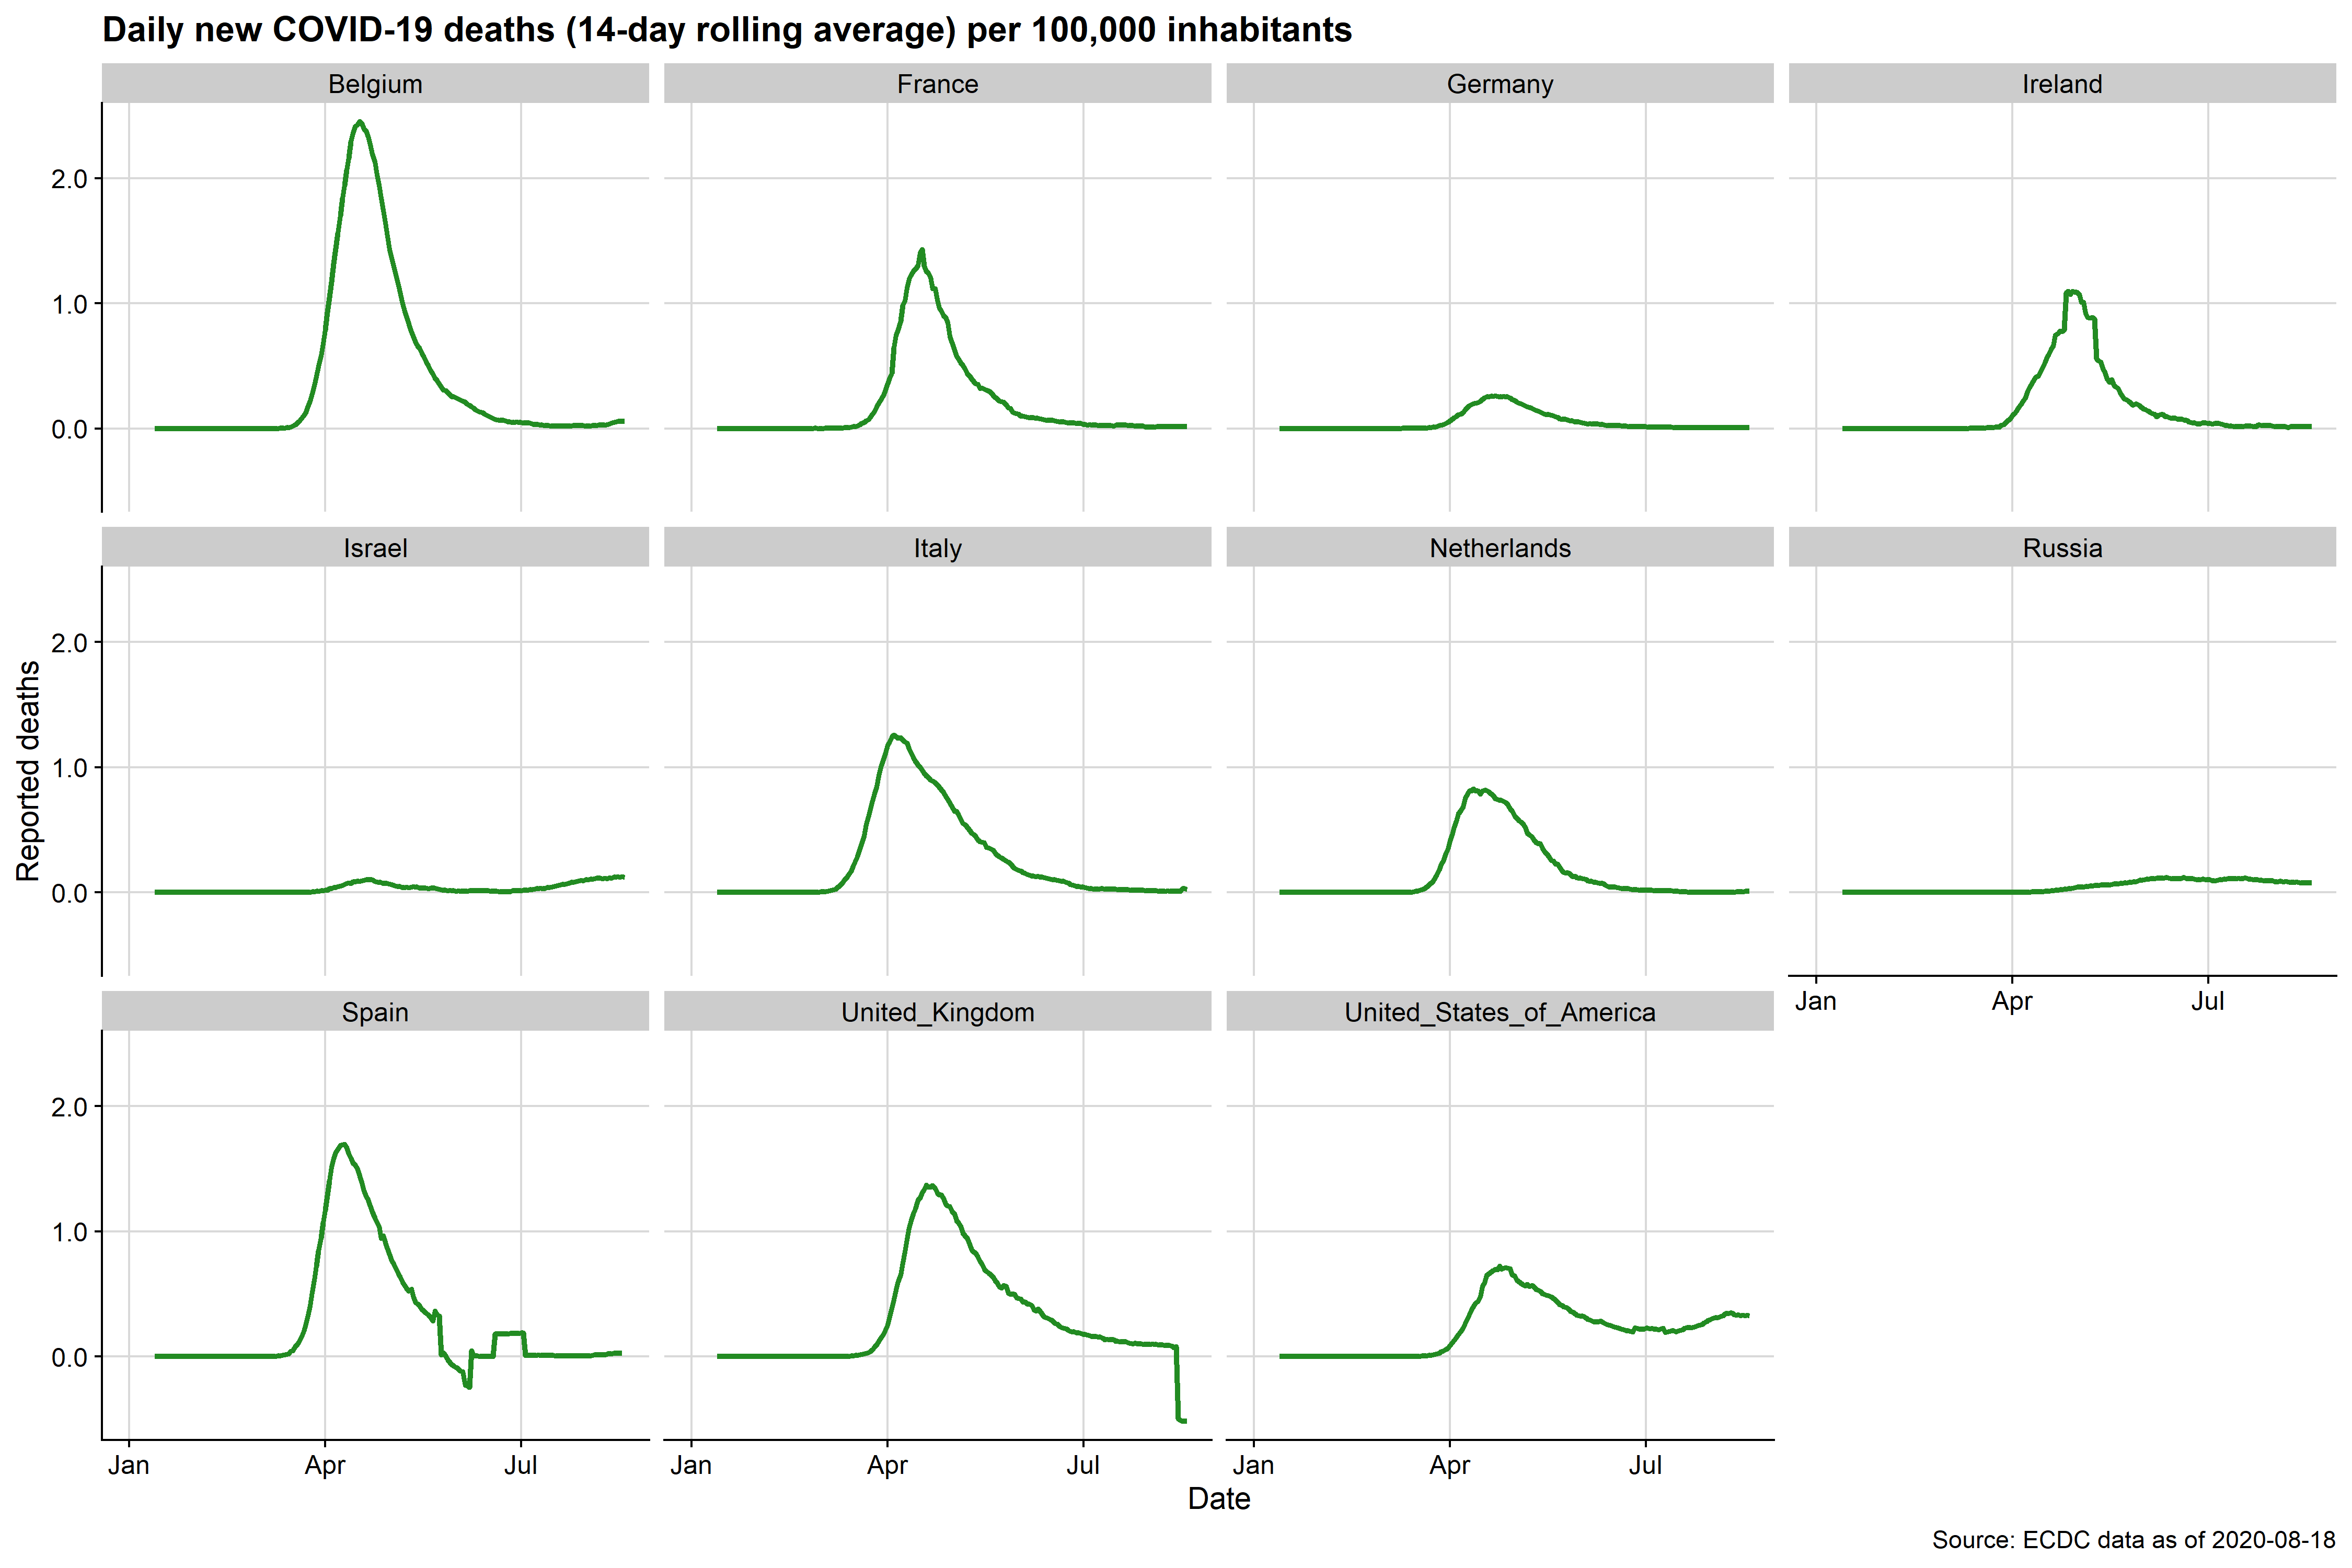 Daily new COVID-19 deaths (14-day rolling average) per 100,000 inhabitants
Belgium France Germany Ireland
2.0
1.0
0.0
Israel Italy Netherlands Russia
2.0
1.0
0.0
Reported deaths
Jan Apr Jul
Spain United_Kingdom United_States_of_America
2.0
1.0
0.0
Jan Apr Jul Jan Apr Jul Jan Apr Jul
Date
Source: ECDC data as of 2020-08-18